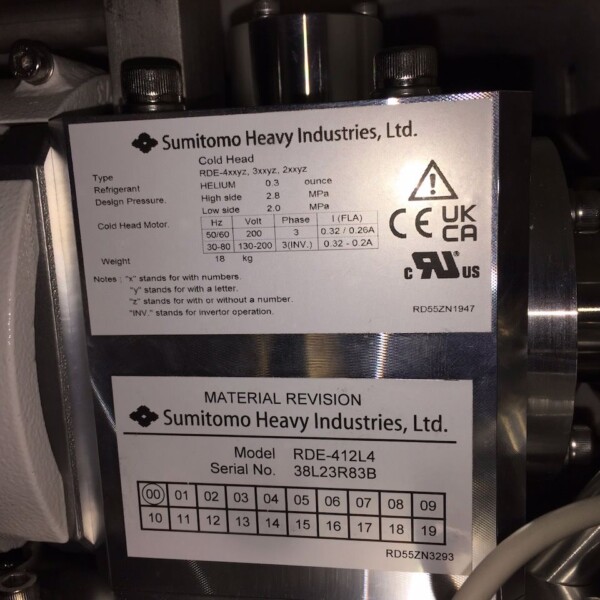 Sumitomo Heavy Industries, Ltd.
Cold Head
Type RDE-4xxyz, 3xxyz, 2xxyz
Refrigerant HELIUM 0.3 ounce
Design Pressure. High side 2.8 MPa
Low side 2.0 MPa
Cold Head Motor. Hz Volt Phase I (FLA)
50/60 200 3 0.32 / 0.26A
30-80 130-200 3(INV.) 0.32 - 0.2A
Weight 18 kg
Notes : "x" stands for with numbers.
"y" stands for with a letter.
"z" stands for with or without a number.
"INV." stands for invertor operation.
CE UK
CA
c RU US
RD55ZN1947
MATERIAL REVISION
Sumitomo Heavy Industries, Ltd.
Model RDE-412L4
Serial No. 38L23R83B
00 01 02 03 04 05 06 07 08 09
10 11 12 13 14 15 16 17 18 19
RD55ZN3293